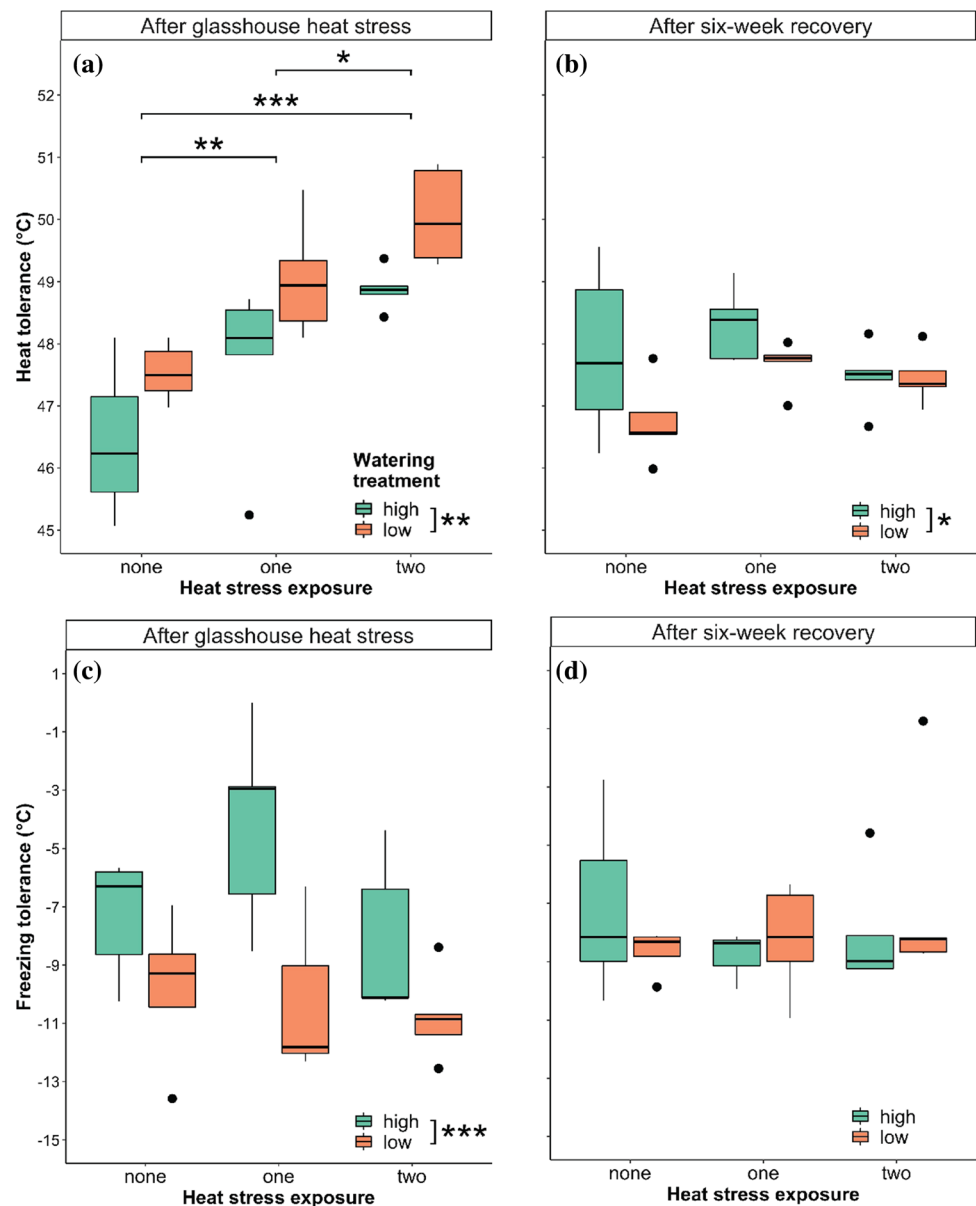 After glasshouse heat stress
After six-week recovery
(a)
(b)
*
***
**
52
51
50
49
48
47
46
45
Heat tolerance (°C)
Watering
treatment
high
low
**
high
low
*
none one two
none one two
Heat stress exposure
Heat stress exposure
After glasshouse heat stress
After six-week recovery
(c)
(d)
1
-1
-3
-5
-7
-9
-11
-13
-15
Freezing tolerance (°C)
high
low
***
high
low
none one two
none one two
Heat stress exposure
Heat stress exposure